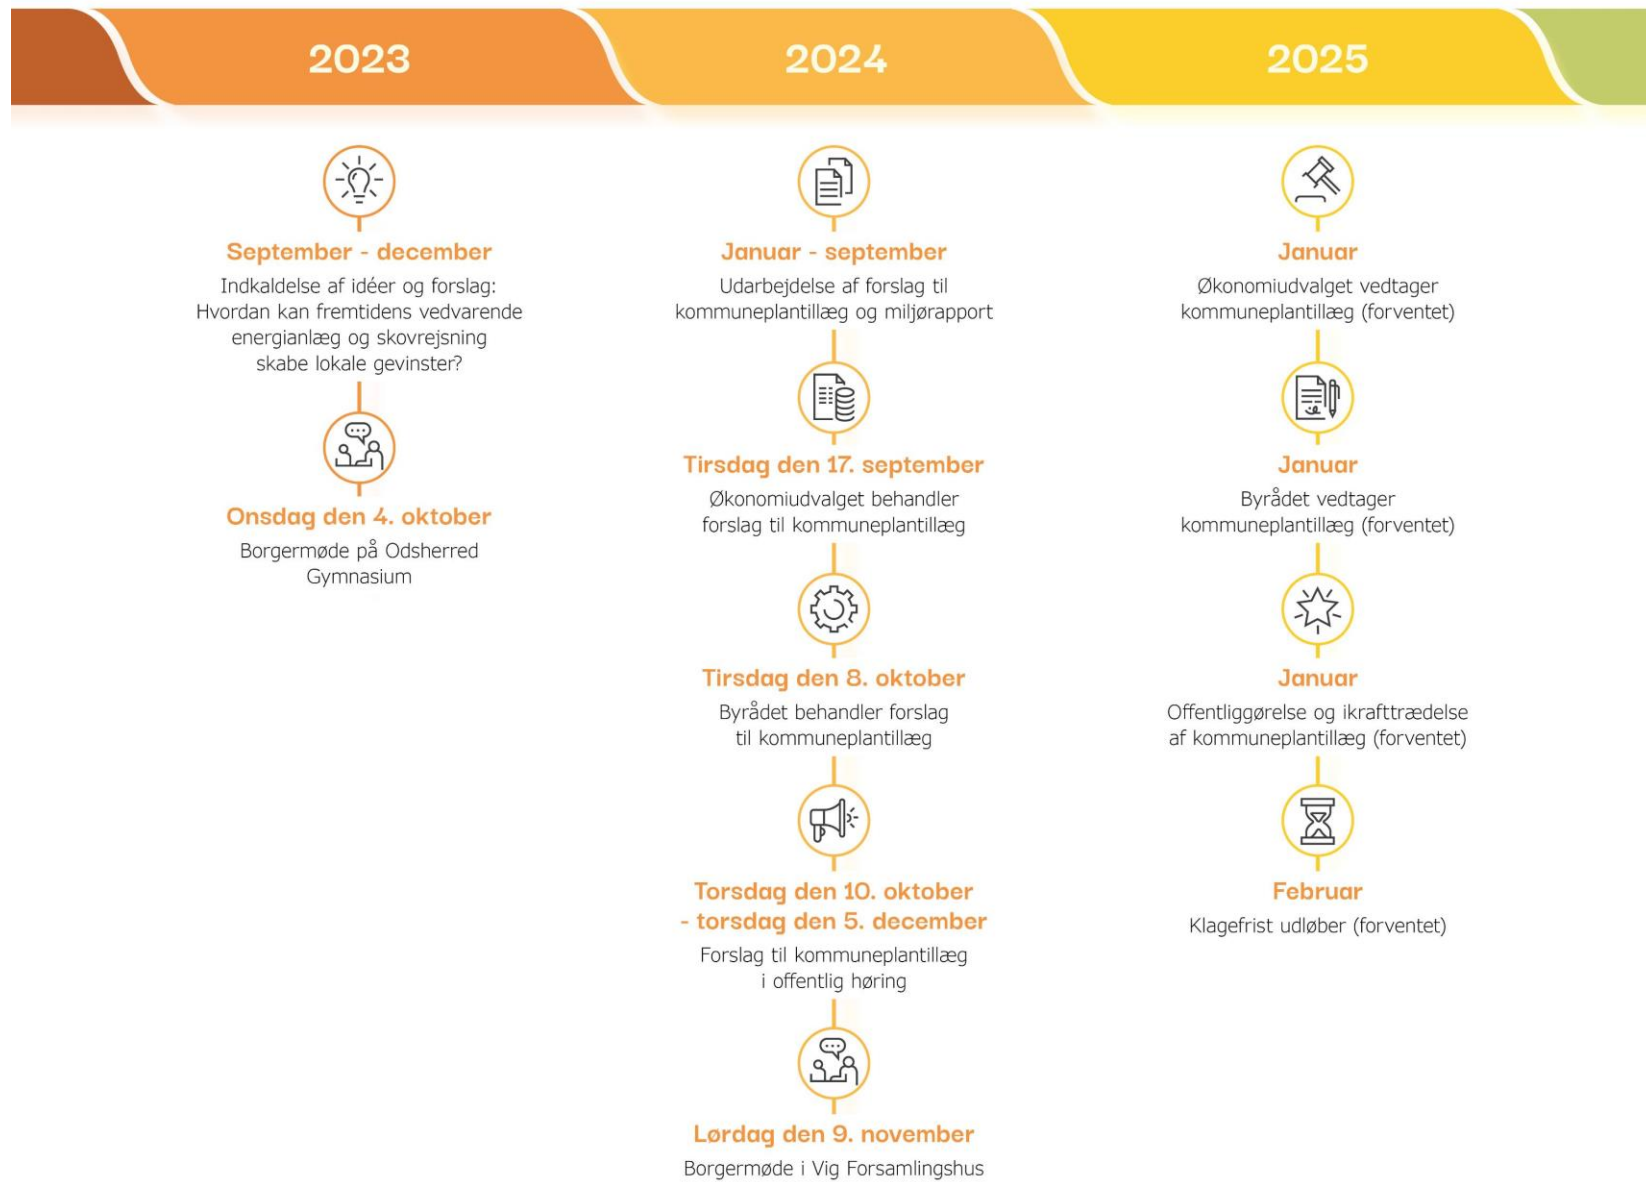 2023
September - december
Indkaldelse af idéer og forslag:
Hvordan kan fremtidens vedvarende
energianlæg og skovrejsning
skabe lokale gevinster?
Onsdag den 4. oktober
Borgermøde på Odsherred
Gymnasium
2024
Januar - september
Udarbejdelse af forslag til
kommuneplantillæg og miljørapport
Tirsdag den 17. september
Økonomiudvalget behandler
forslag til kommuneplantillæg
Tirsdag den 8. oktober
Byrådet behandler forslag
til kommuneplantillæg
Torsdag den 10. oktober
- torsdag den 5. december
Forslag til kommuneplantillæg
i offentlig høring
Lørdag den 9. november
Borgermøde i Vig Forsamlingshus
2025
Januar
Økonomiudvalget vedtager
kommuneplantillæg (forventet)
Januar
Byrådet vedtager
kommuneplantillæg (forventet)
Januar
Offentliggørelse og ikrafttrædelse
af kommuneplantillæg (forventet)
Februar
Klagefrist udløber (forventet)